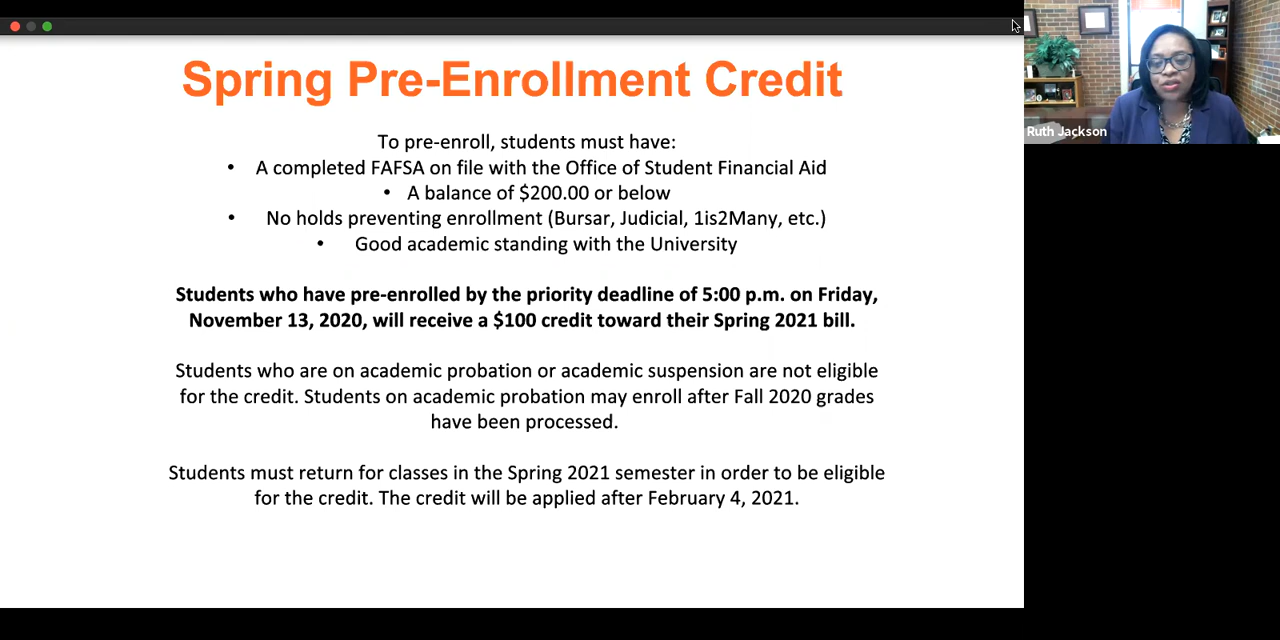 Spring Pre-Enrollment Credit
To pre-enroll, students must have:
• A completed FAFSA on file with the Office of Student Financial Aid
• A balance of $200.00 or below
• No holds preventing enrollment (Bursar, Judicial, 1is2Many, etc.)
• Good academic standing with the University
Students who have pre-enrolled by the priority deadline of 5:00 p.m. on Friday,
November 13, 2020, will receive a $100 credit toward their Spring 2021 bill.
Students who are on academic probation or academic suspension are not eligible
for the credit. Students on academic probation may enroll after Fall 2020 grades
have been processed.
Students must return for classes in the Spring 2021 semester in order to be eligible
for the credit. The credit will be applied after February 4, 2021.
Ruth Jackson